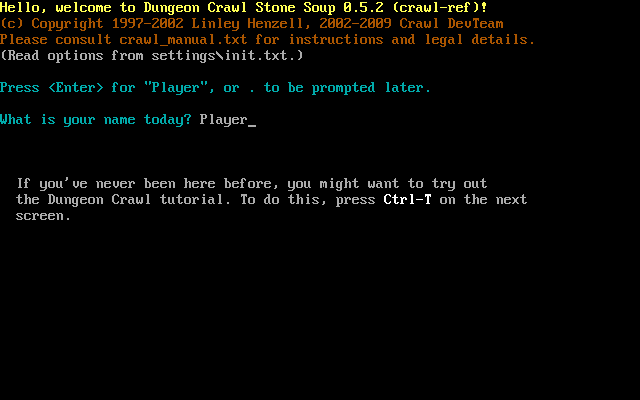 Hello, welcome to Dungeon Crawl Stone Soup 0.5.2 (crawl-ref)!
(c) Copyright 1997-2002 Linley Henzell, 2002-2009 Crawl DevTeam
Please consult crawl_manual.txt for instructions and legal details.
(Read options from settings\init.txt.)
Press <Enter> for "Player", or . to be prompted later.
What is your name today? Player_
If you've never been here before, you might want to try out
the Dungeon Crawl tutorial. To do this, press Ctrl-T on the next
screen.